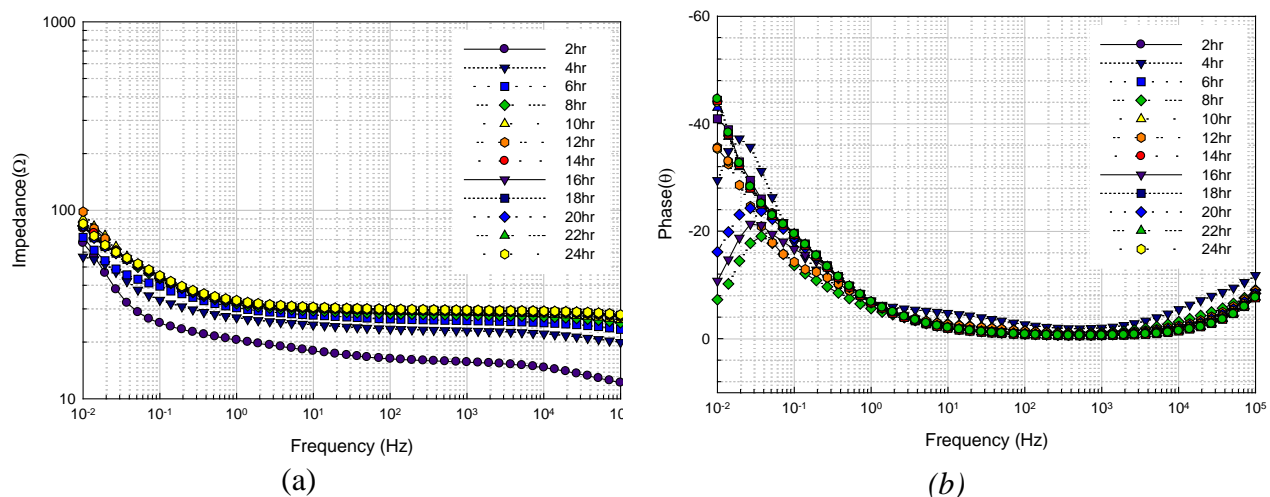 1000
100
10
Impedance(Ω)
2hr
4hr
6hr
8hr
10hr
12hr
14hr
16hr
18hr
20hr
22hr
24hr
10-2 10-1 100 101 102 103 104 10
Frequency (Hz)
(a)
-60
-40
-20
0
Phase(θ)
2hr
4hr
6hr
8hr
10hr
12hr
14hr
16hr
18hr
20hr
22hr
24hr
10-2 10-1 100 101 102 103 104 105
Frequency (Hz)
(b)